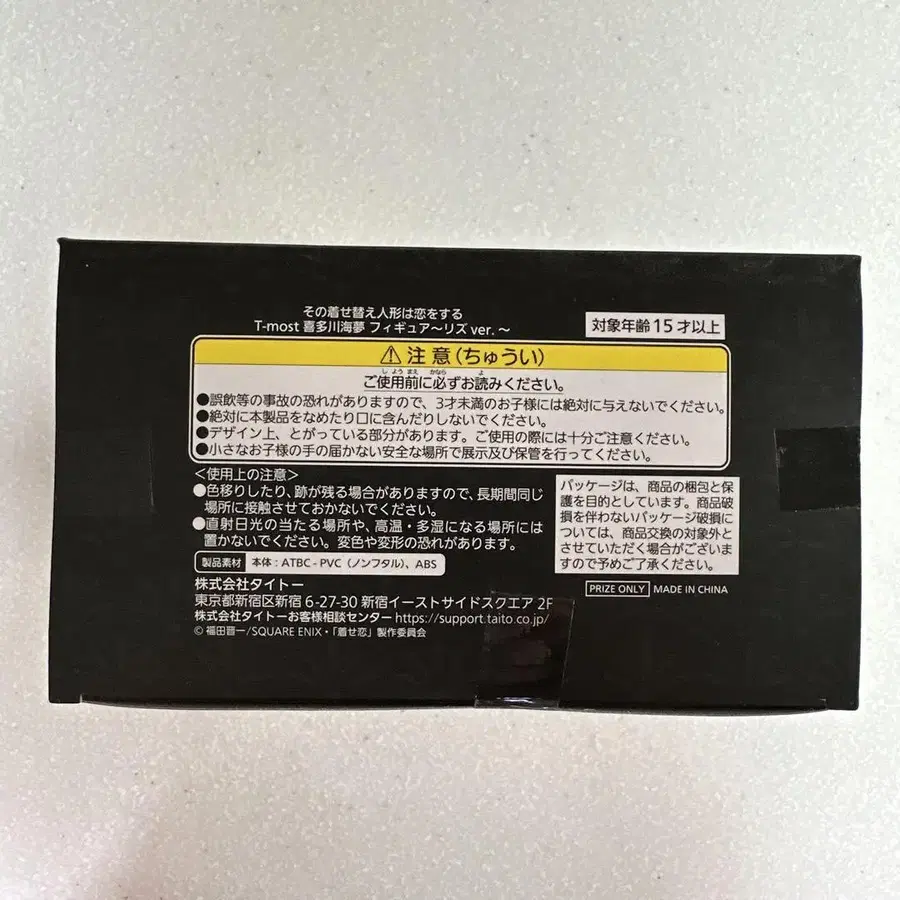 その着せ替え人形は恋をする
T-most 喜多川海夢 フィギュア〜リズ ver. 〜
対象年齢15才以上
⚠注意(ちゅうい)
しようまえ かなら よ
ご使用前に必ずお読みください。
●誤飲等の事故の恐れがありますので、3才未満のお子様には絶対に与えないでください。
●絶対に本製品をなめたり口に含んだりしないでください。
●デザイン上、とがっている部分があります。ご使用の際には十分ご注意ください。
●小さなお子様の手の届かない安全な場所で展示及び保管を行ってください。
<使用上の注意>
●色移りしたり、跡が残る場合がありますので、長期間同じ
場所に接触させておかないでください。
●直射日光の当たる場所や、高温・多湿になる場所には
置かないでください。変色や変形の恐れがあります。
製品素材 本体:ATBC-PVC(ノンフタル)、ABS
パッケージは、商品の梱包と保
護を目的としています。商品破
損を伴わないパッケージ破損に
ついては、商品交換の対象外と
させていただく場合がございま
すので予めご了承ください。
株式会社タイトー
東京都新宿区新宿6-27-30 新宿イーストサイドスクエア 2F
株式会社タイトーお客様相談センター https://support.taito.co.jp/
© 福田晋一/SQUARE ENIX・「着せ恋」製作委員会
PRIZE ONLY MADE IN CHINA